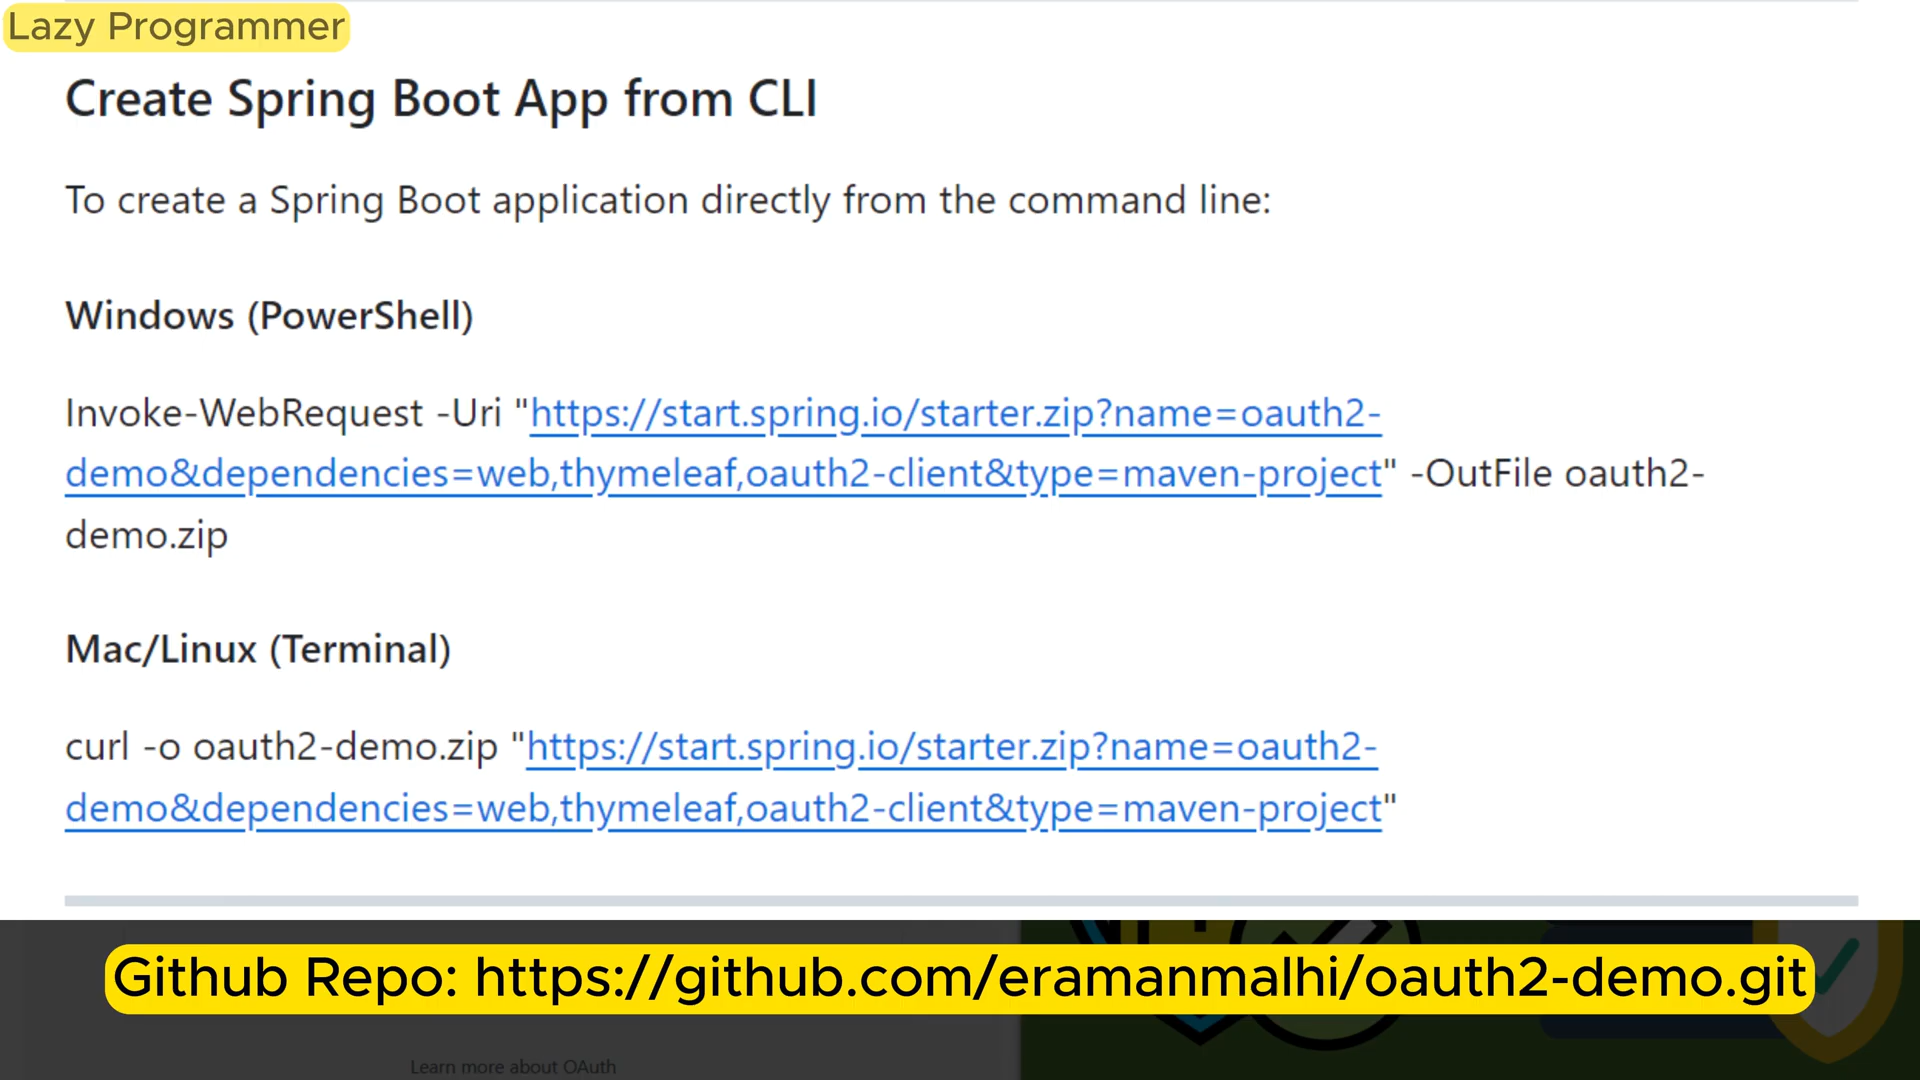 Lazy Programmer
Create Spring Boot App from CLI
To create a Spring Boot application directly from the command line:
Windows (PowerShell)
Invoke-WebRequest -Uri "https://start.spring.io/starter.zip?name=oauth2-
demo&dependencies=web,thymeleaf,oauth2-client&type=maven-project" -OutFile oauth2-
demo.zip
Mac/Linux (Terminal)
curl -o oauth2-demo.zip "https://start.spring.io/starter.zip?name=oauth2-
demo&dependencies=web,thymeleaf,oauth2-client&type=maven-project"
Github Repo: https://github.com/eramanmalhi/oauth2-demo.git
Learn more about OAuth